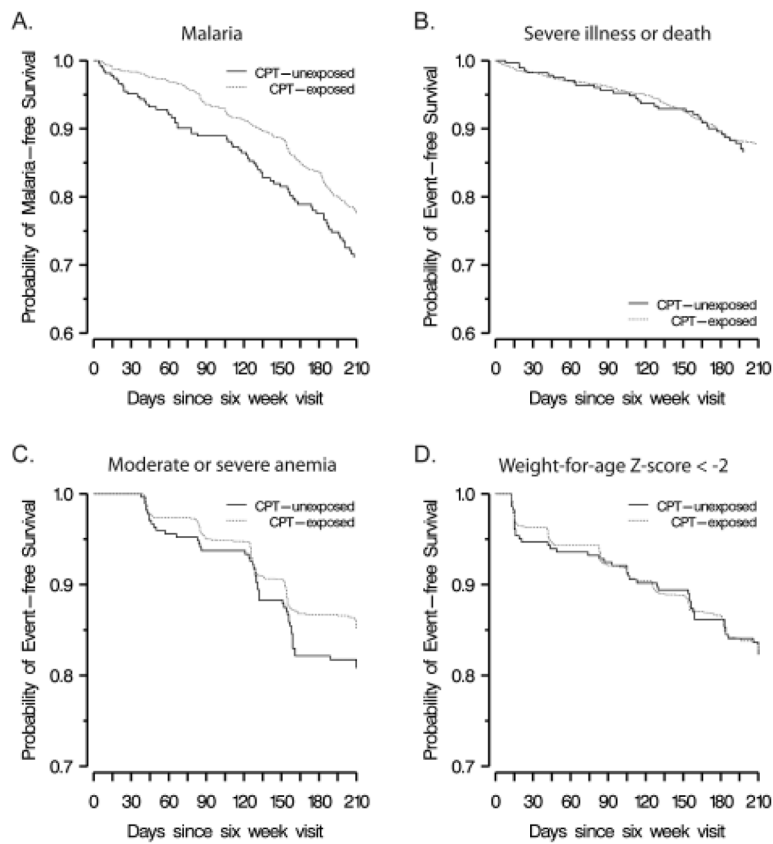 A.
Malaria
Probability of Malaria−free Survival
1.0
0.9
0.8
0.7
0.6
CPT−unexposed
CPT−exposed
0 30 60 90 120 150 180 210
Days since six week visit
B.
Severe illness or death
Probability of Event−free Survival
1.0
0.9
0.8
0.7
0.6
CPT−unexposed
CPT−exposed
0 30 60 90 120 150 180 210
Days since six week visit
C.
Moderate or severe anemia
Probability of Event−free Survival
1.0
0.9
0.8
0.7
CPT−unexposed
CPT−exposed
0 30 60 90 120 150 180 210
Days since six week visit
D.
Weight-for-age Z-score < -2
Probability of Event−free Survival
1.0
0.9
0.8
0.7
CPT−unexposed
CPT−exposed
0 30 60 90 120 150 180 210
Days since six week visit